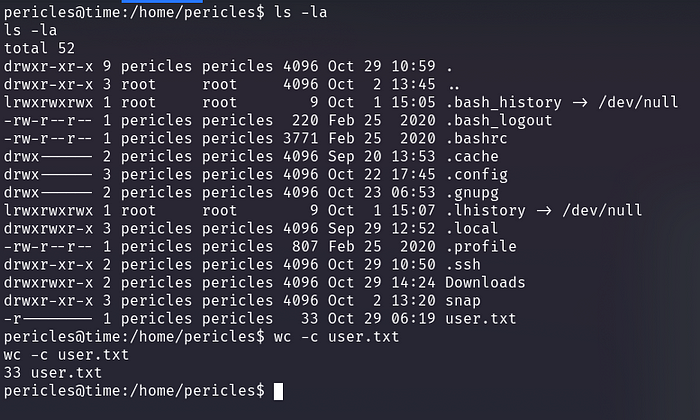 pericles@time:/home/pericles$ ls -la
ls -la
total 52
drwxr-xr-x 9 pericles pericles 4096 Oct 29 10:59 .
drwxr-xr-x 3 root     root     4096 Oct  2 13:45 ..
lrwxrwxrwx 1 root     root        9 Oct  1 15:05 .bash_history -> /dev/null
-rw-r--r-- 1 pericles pericles  220 Feb 25  2020 .bash_logout
-rw-r--r-- 1 pericles pericles 3771 Feb 25  2020 .bashrc
drwx------ 2 pericles pericles 4096 Sep 20 13:53 .cache
drwx------ 3 pericles pericles 4096 Oct 22 17:45 .config
drwx------ 2 pericles pericles 4096 Oct 23 06:53 .gnupg
lrwxrwxrwx 1 root     root        9 Oct  1 15:07 .lhistory -> /dev/null
drwxrwxr-x 3 pericles pericles 4096 Sep 29 12:52 .local
-rw-r--r-- 1 pericles pericles  807 Feb 25  2020 .profile
drwxr-xr-x 2 pericles pericles 4096 Oct 29 10:50 .ssh
drwxrwxr-x 2 pericles pericles 4096 Oct 29 14:24 Downloads
drwxr-xr-x 3 pericles pericles 4096 Oct  2 13:20 snap
-r-------- 1 pericles pericles   33 Oct 29 06:19 user.txt
pericles@time:/home/pericles$ wc -c user.txt
wc -c user.txt
33 user.txt
pericles@time:/home/pericles$